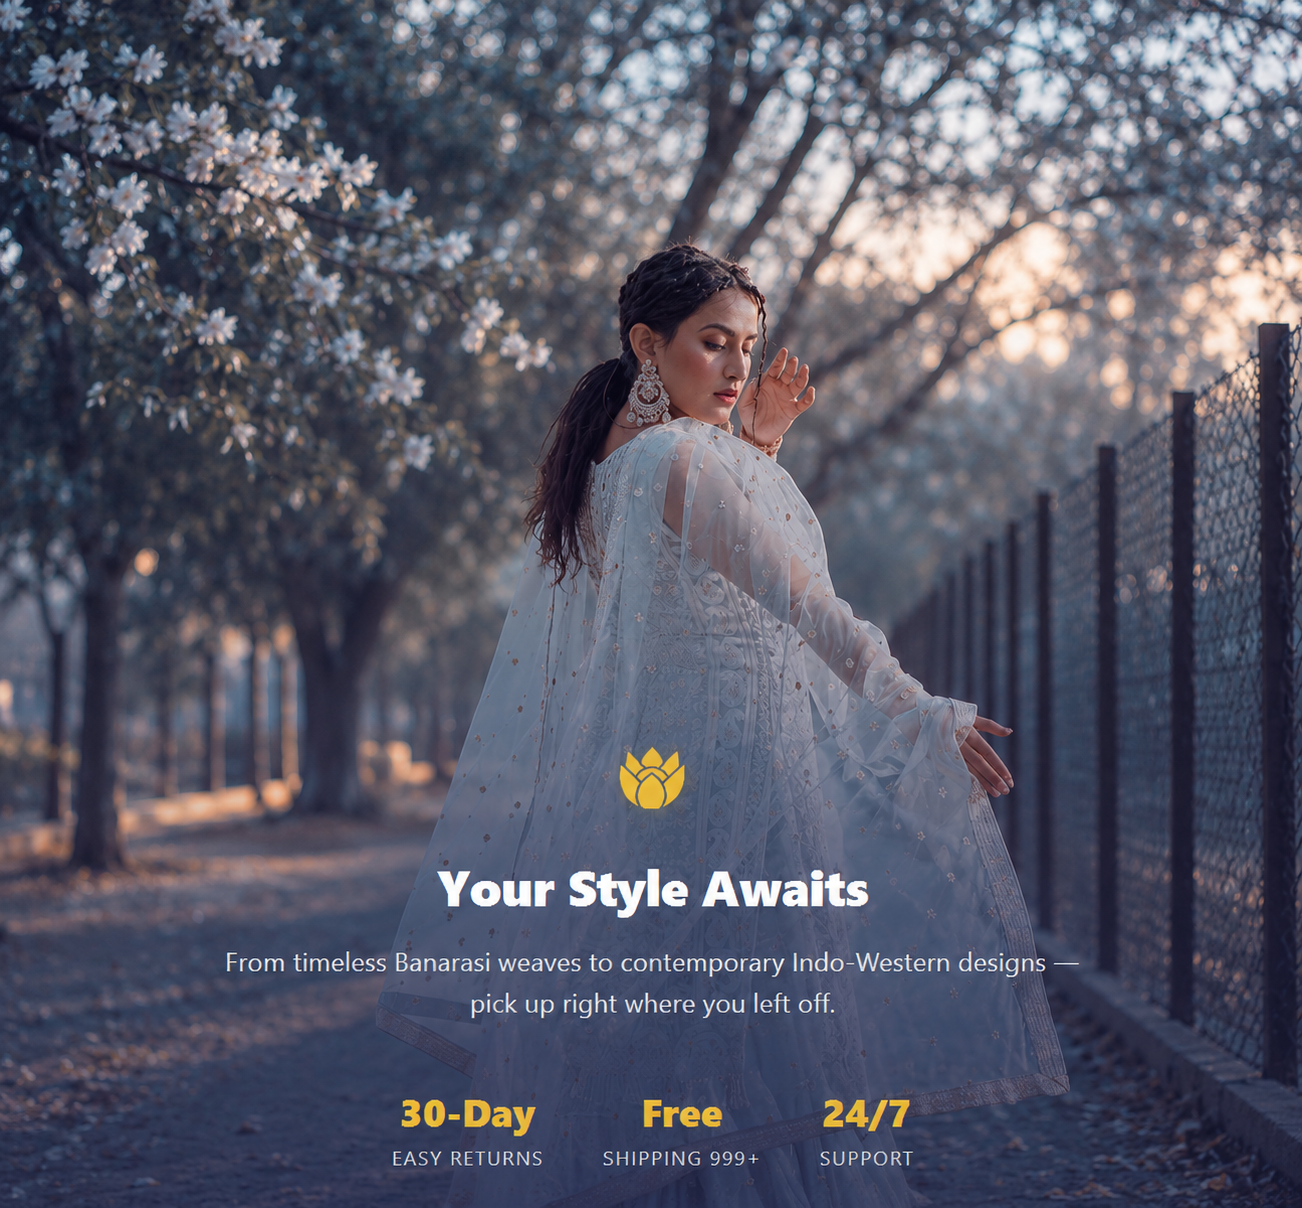 Your Style Awaits
From timeless Banarasi weaves to contemporary Indo-Western designs —
pick up right where you left off.
30-Day Free 24/7
EASY RETURNS SHIPPING 999+ SUPPORT